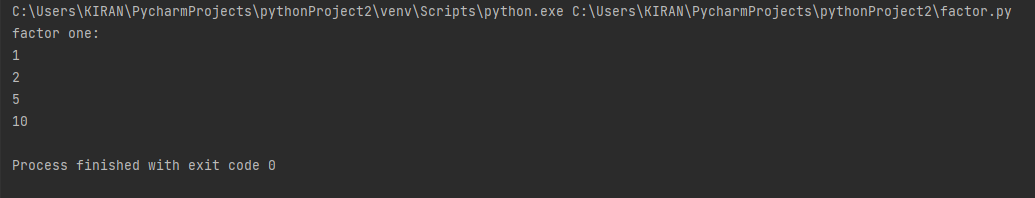 C:\Users\KIRAN\PycharmProjects\pythonProject2\venv\Scripts\python.exe C:\Users\KIRAN\PycharmProjects\pythonProject2\factor.py
factor one:
1
2
5
10
Process finished with exit code 0